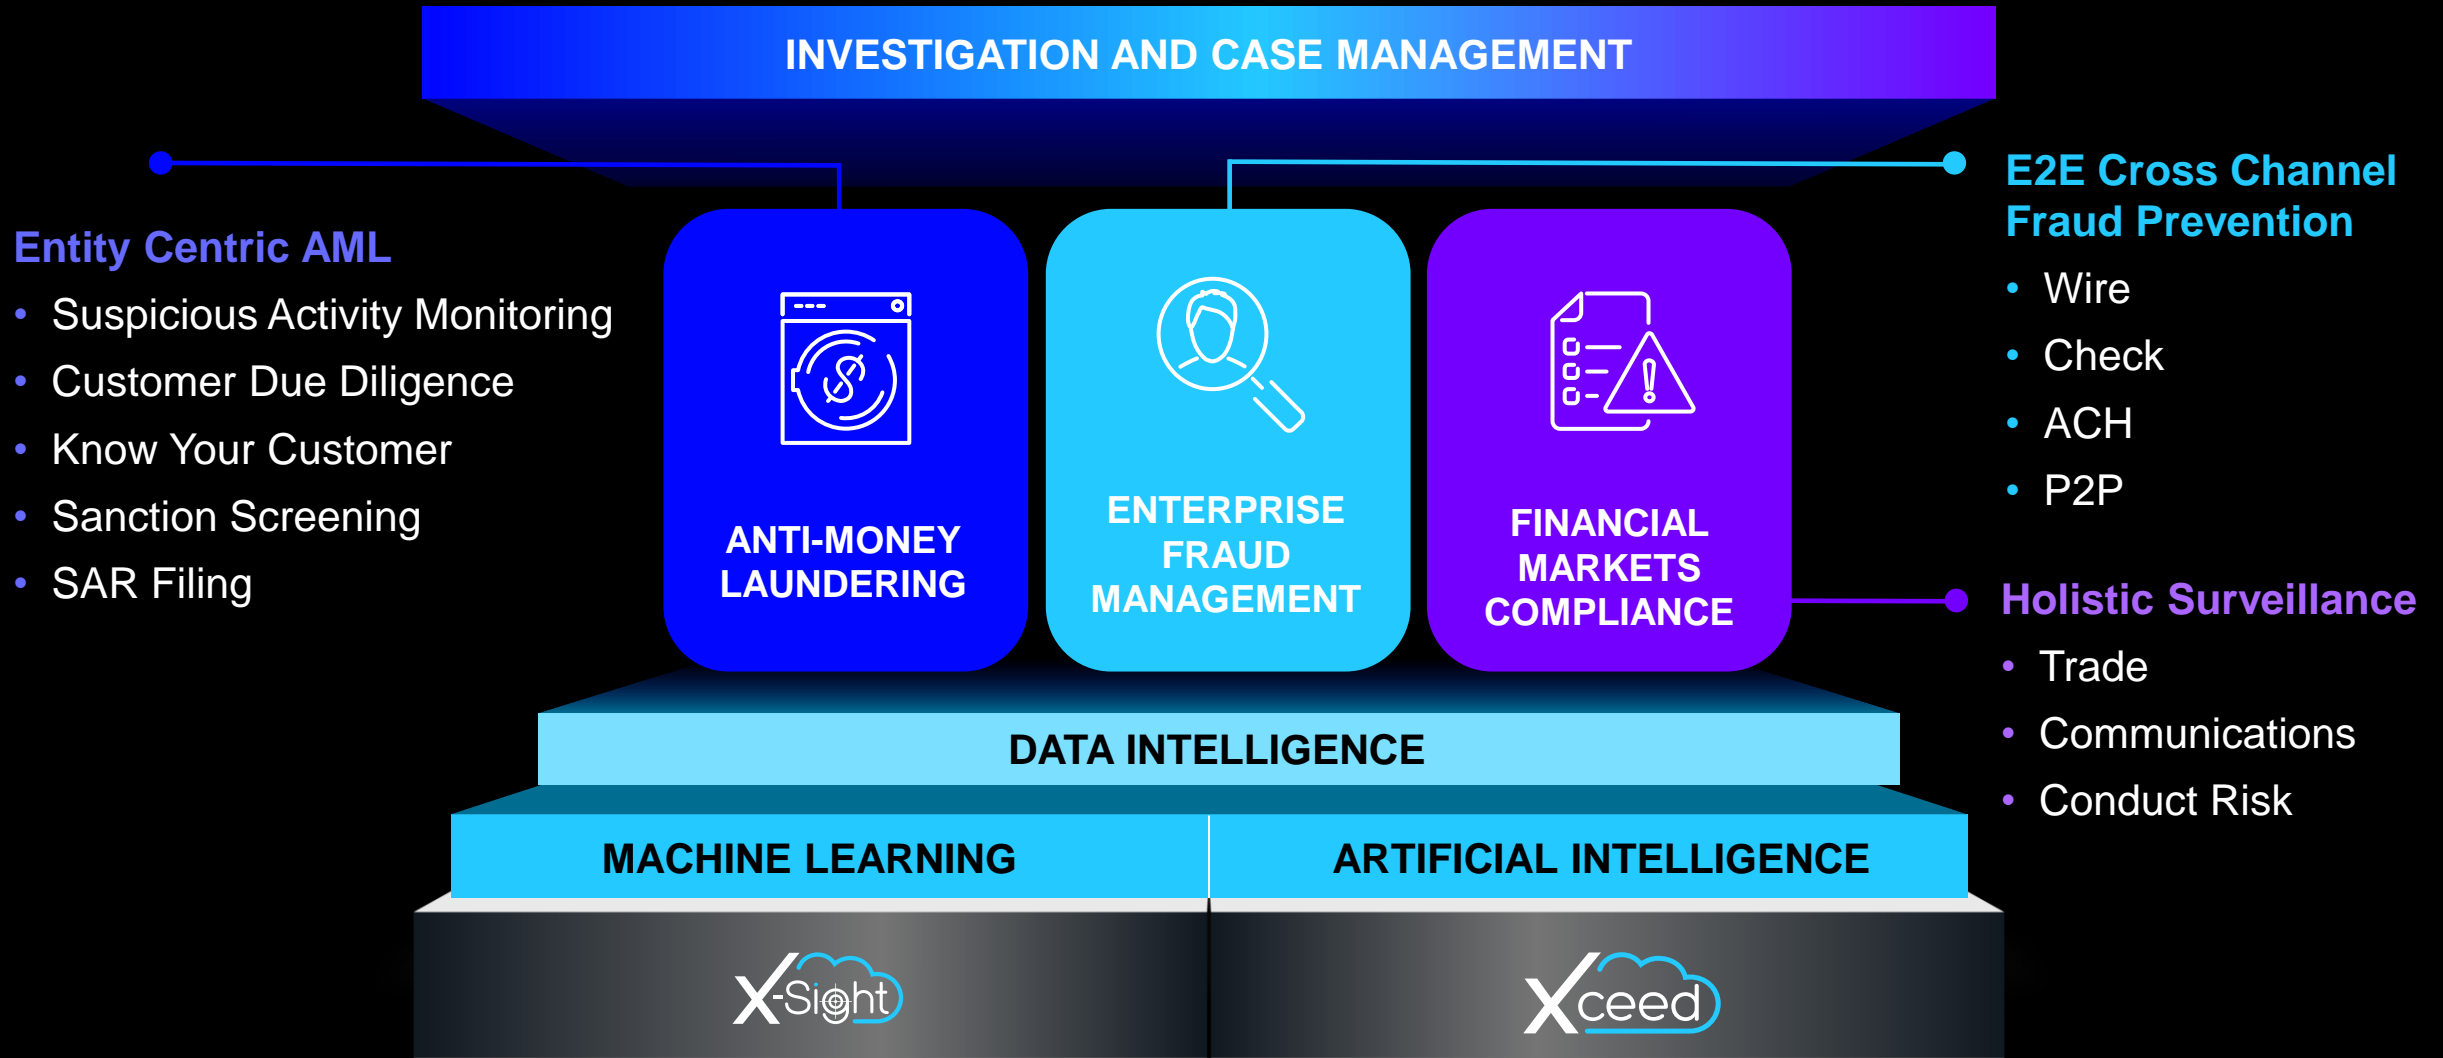 INVESTIGATION AND CASE MANAGEMENT
Entity Centric AML
• Suspicious Activity Monitoring
• Customer Due Diligence
• Know Your Customer
• Sanction Screening
• SAR Filing
ANTI-MONEY
LAUNDERING
ENTERPRISE
FRAUD
MANAGEMENT
FINANCIAL
MARKETS
COMPLIANCE
E2E Cross Channel
Fraud Prevention
• Wire
• Check
• ACH
• P2P
Holistic Surveillance
• Trade
• Communications
• Conduct Risk
DATA INTELLIGENCE
MACHINE LEARNING
ARTIFICIAL INTELLIGENCE
X-Sight
Xceed